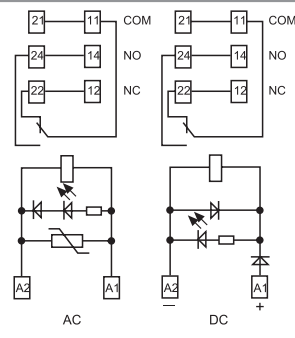 21 11 COM 21 11 COM
24 14 NO 24 14 NO
22 12 NC 22 12 NC
A2 A1 A2 A1
− +
AC DC